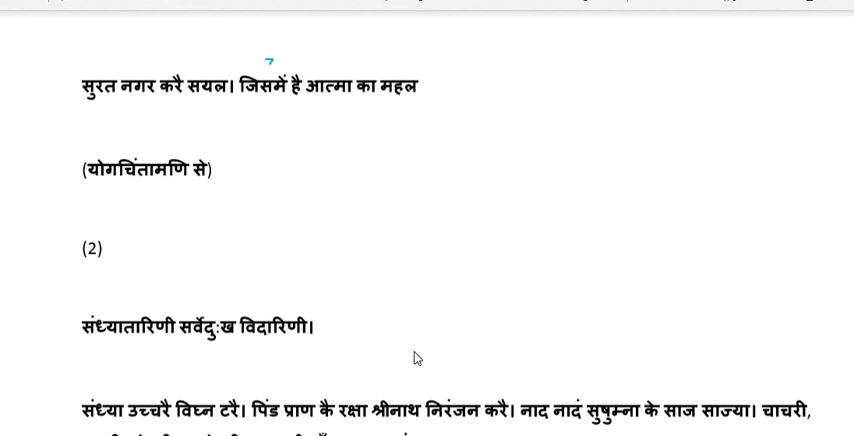 सुरत नगर करै सयल। जिसमें है आत्मा का महल
(योगचिंतामणि से)
(2)
संध्यातारिणी सर्वेदुःख विदारिणी।
संध्या उच्चरै विघ्न टरै। पिंड प्राण कै रक्षा श्रीनाथ निरंजन करै। नाद नादं सुषुम्ना के साज साज्या। चाचरी,